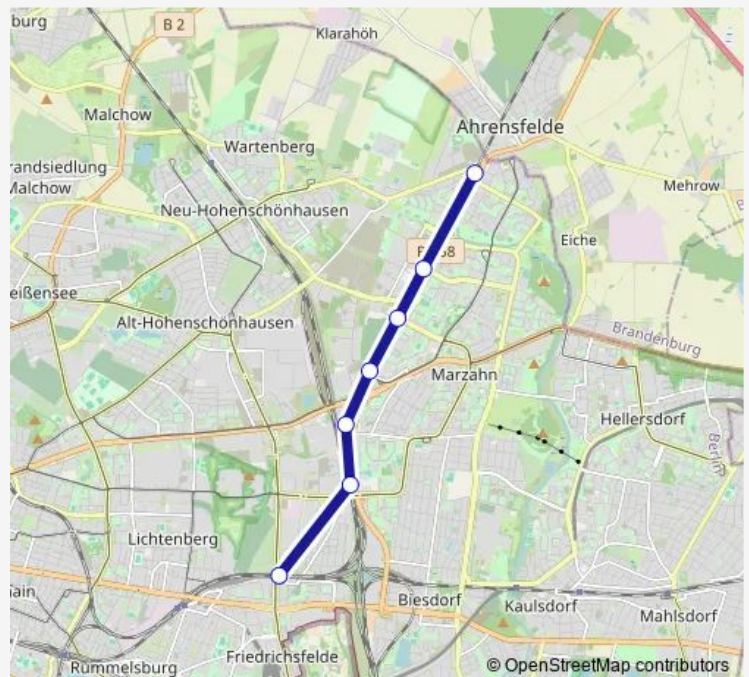 burg
B 2
Klarahöh
Malchow
Ahrensfelde
Wartenberg
randsiedlung
Malchow
Mehrow
Neu-Hohenschönhausen
Eiche
B
58
eißensee
Alt-Hohenschönhausen
Brandenburg
Marzahn
Hellersdorf
Berlin
Lichtenberg
ain
Biesdorf
Kaulsdorf
Mahlsdorf
Friedrichsfelde
Rummelsburg
© OpenStreetMap contributors